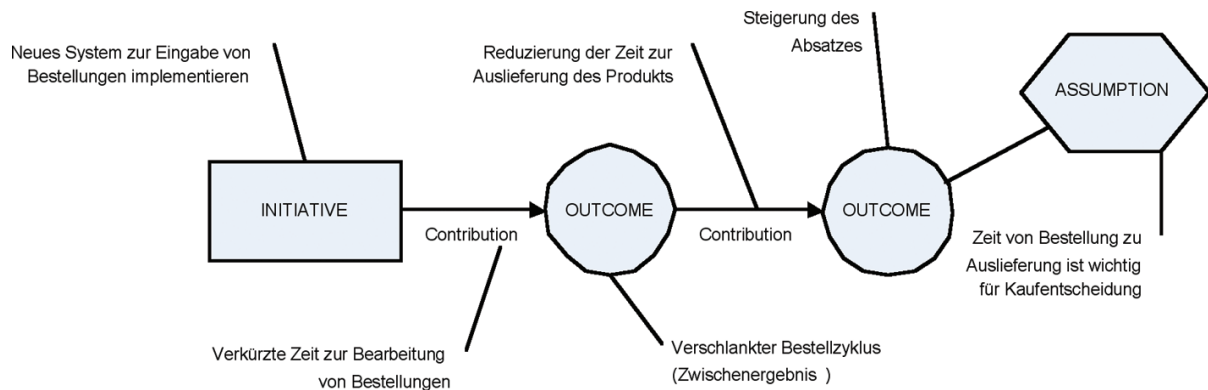 Neues System zur Eingabe von
Bestellungen implementieren
Reduzierung der Zeit zur
Auslieferung des Produkts
Steigerung des
Absatzes
ASSUMPTION
INITIATIVE
Contribution
OUTCOME
Contribution
OUTCOME
Zeit von Bestellung zu
Auslieferung ist wichtig
für Kaufentscheidung
Verkürzte Zeit zur Bearbeitung
von Bestellungen
Verschlankter Bestellzyklus
(Zwischenergebnis )